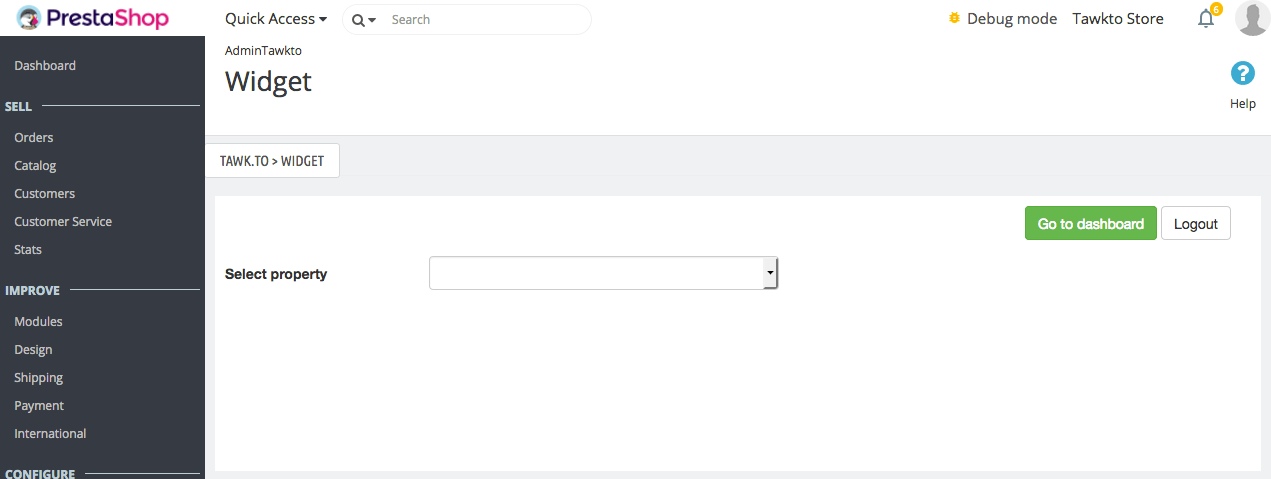 PrestaShop
Quick Access
Search
Debug mode
Tawkto Store
6
Dashboard
SELL
Orders
Catalog
Customers
Customer Service
Stats
IMPROVE
Modules
Design
Shipping
Payment
International
CONFIGURE
AdminTawkto
Widget
?
Help
TAWK.TO > WIDGET
Go to dashboard
Logout
Select property